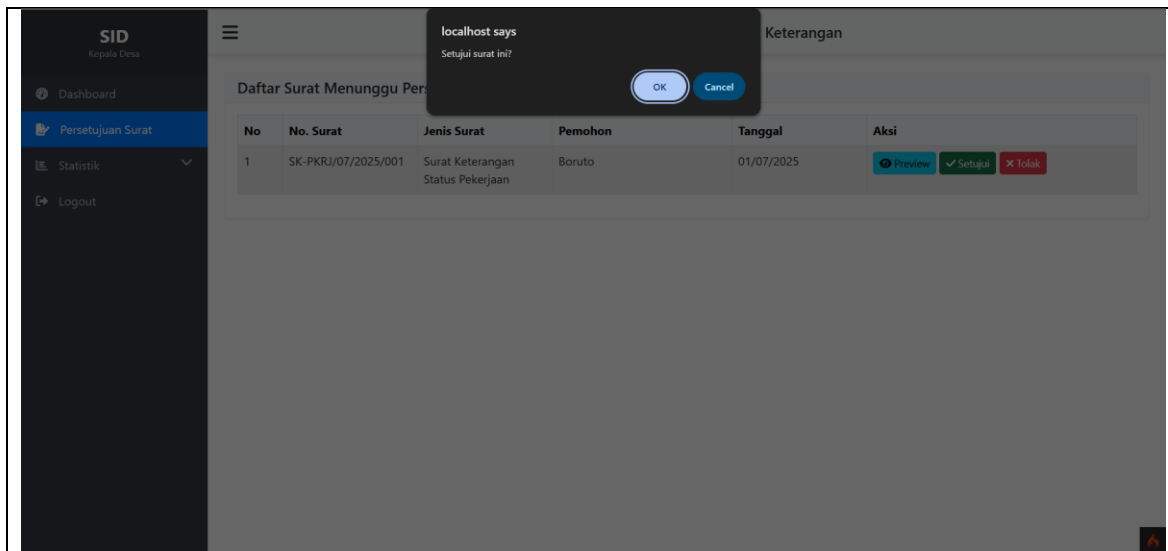 SID
Kepala Desa
Dashboard
Persetujuan Surat
Statistik
Logout
localhost says
Setujui surat ini?
OK
Cancel
Keterangan
Daftar Surat Menunggu
No No. Surat Jenis Surat Pemohon Tanggal Aksi
1 SK-PKRJ/07/2025/001 Surat Keterangan Boruto 01/07/2025 Preview Setujui Tolak
Status Pekerjaan